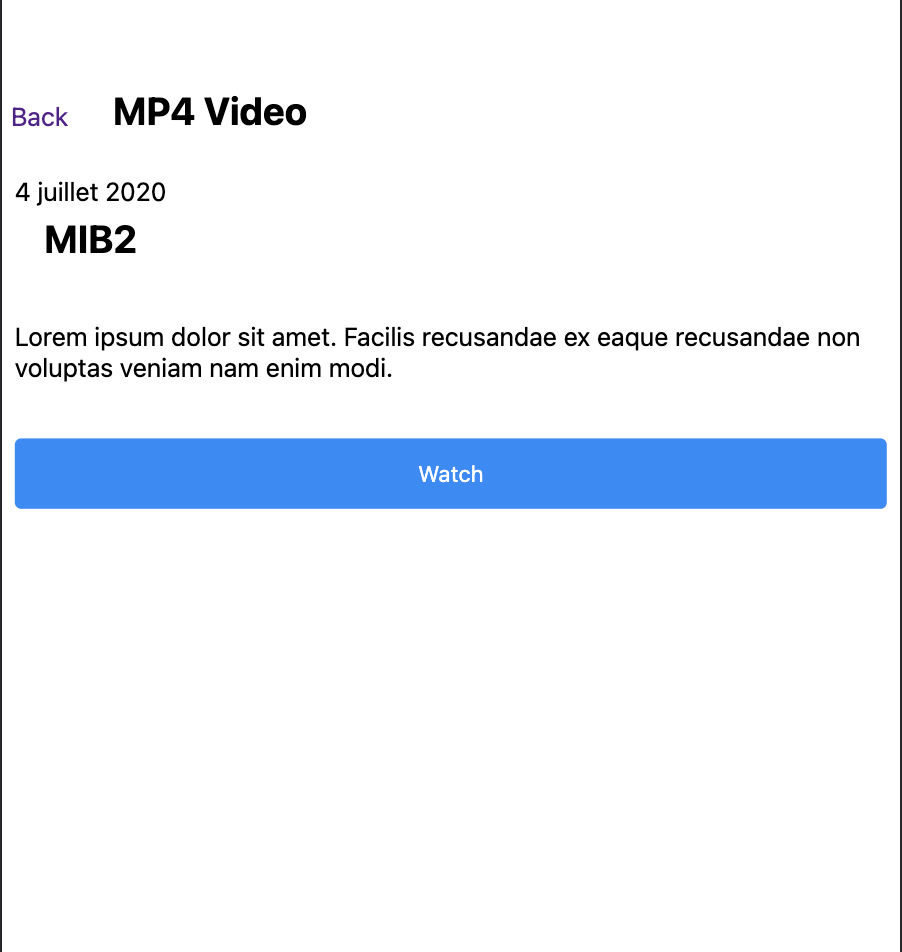 Back MP4 Video
4 juillet 2020
MIB2
Lorem ipsum dolor sit amet. Facilis recusandae ex eaque recusandae non
voluptas veniam nam enim modi.
Watch